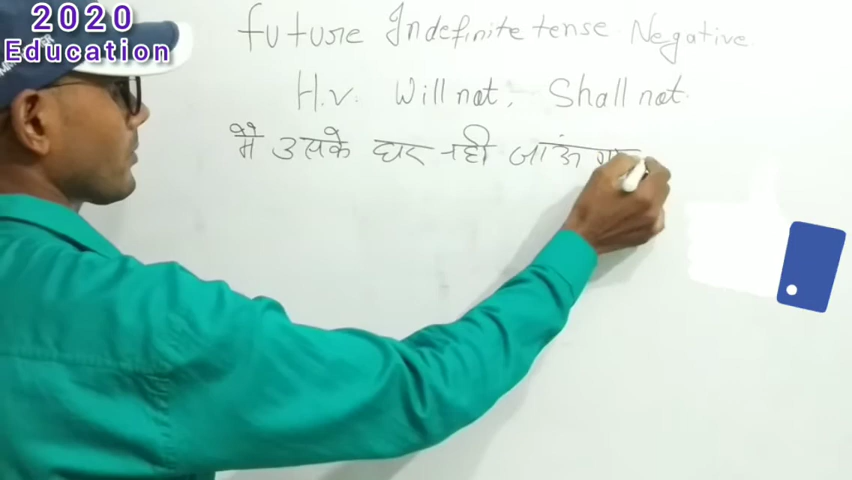 2020
Education
Future Indefinite tense Negative
H.V. Will not, Shall not.
मैं उसके घर नही जाऊं